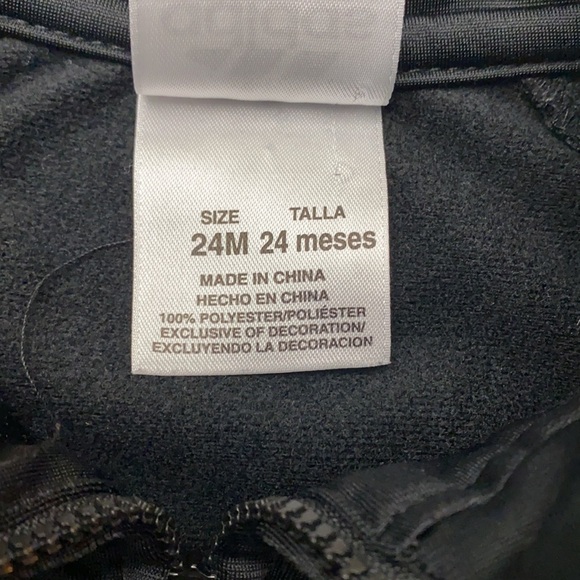 adidas
SIZE TALLA
24M 24 meses
MADE IN CHINA
HECHO EN CHINA
100% POLYESTER/POLIÉSTER
EXCLUSIVE OF DECORATION/
EXCLUYENDO LA DECORACION